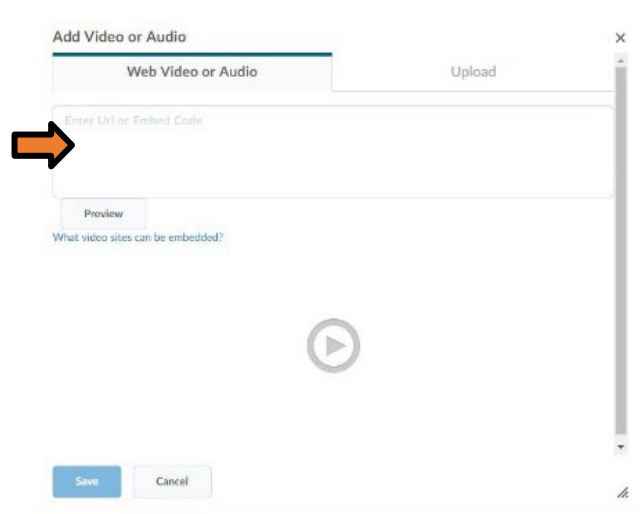 Add Video or Audio
Web Video or Audio
Upload
Enter Url or Embed Code
Preview
What video sites can be embedded?
Save
Cancel